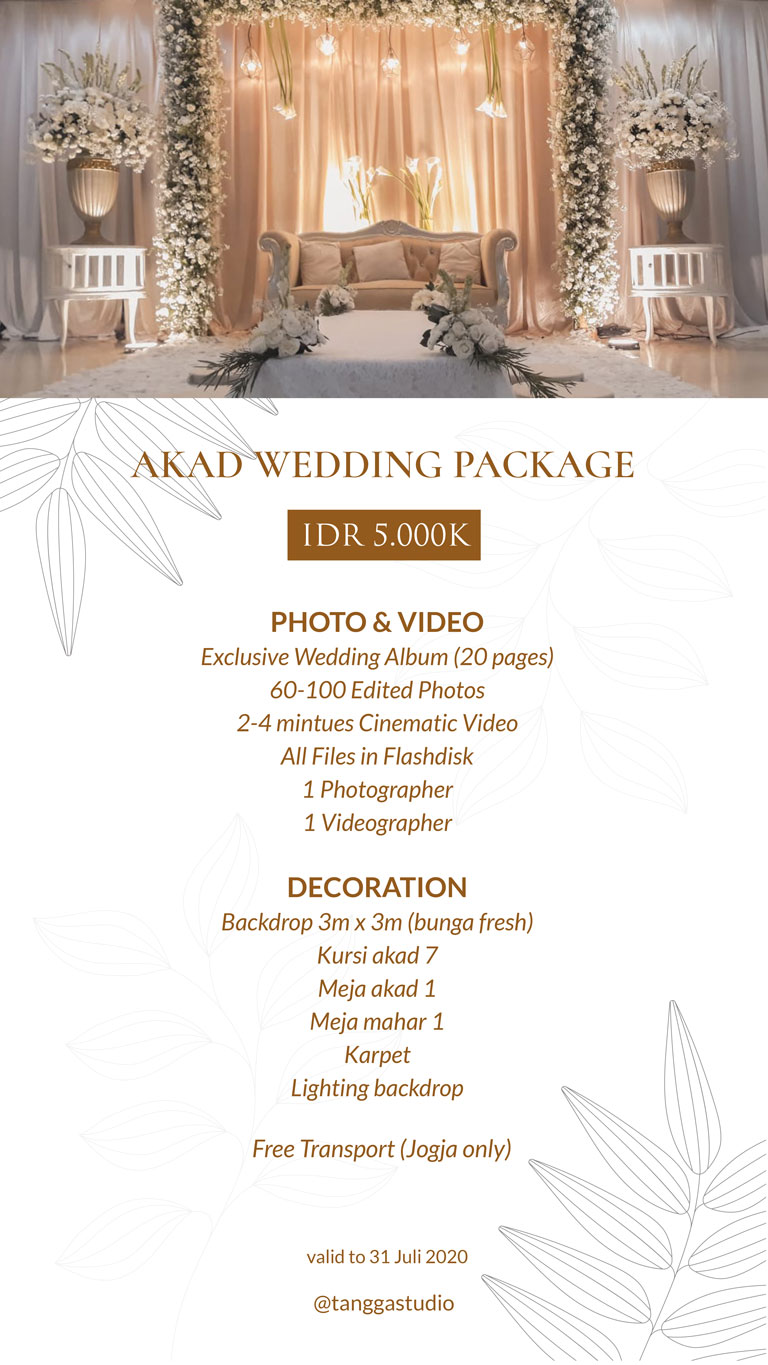 AKAD WEDDING PACKAGE
IDR 5.000K
PHOTO & VIDEO
Exclusive Wedding Album (20 pages)
60-100 Edited Photos
2-4 mintues Cinematic Video
All Files in Flashdisk
1 Photographer
1 Videographer
DECORATION
Backdrop 3m x 3m (bunga fresh)
Kursi akad 7
Meja akad 1
Meja mahar 1
Karpet
Lighting backdrop
Free Transport (Jogja only)
valid to 31 Juli 2020
@tanggastudio